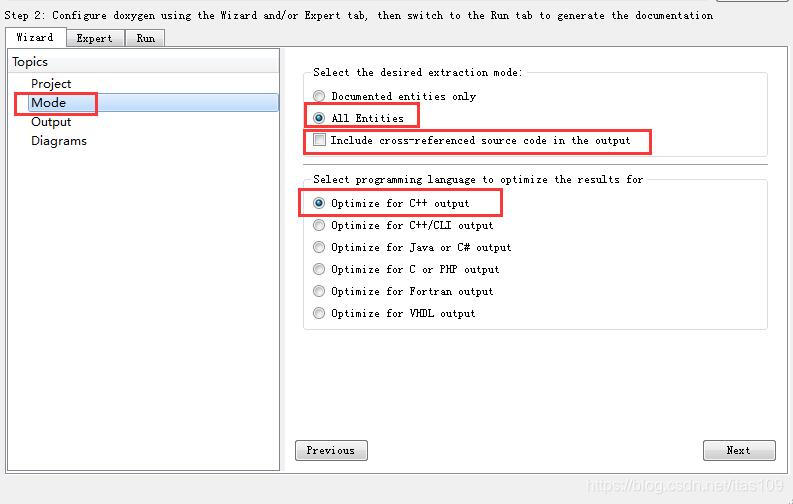 Step 2: Configure doxygen using the Wizard and/or Expert tab, then switch to the Run tab to generate the documentation
Wizard Expert Run
Topics
Project
Mode
Output
Diagrams
Select the desired extraction mode:
Documented entities only
All Entities
Include cross-referenced source code in the output
Select programming language to optimize the results for
Optimize for C++ output
Optimize for C++/CLI output
Optimize for Java or C# output
Optimize for C or PHP output
Optimize for Fortran output
Optimize for VHDL output
Previous
Next
https://blog.csdn.net/itas109